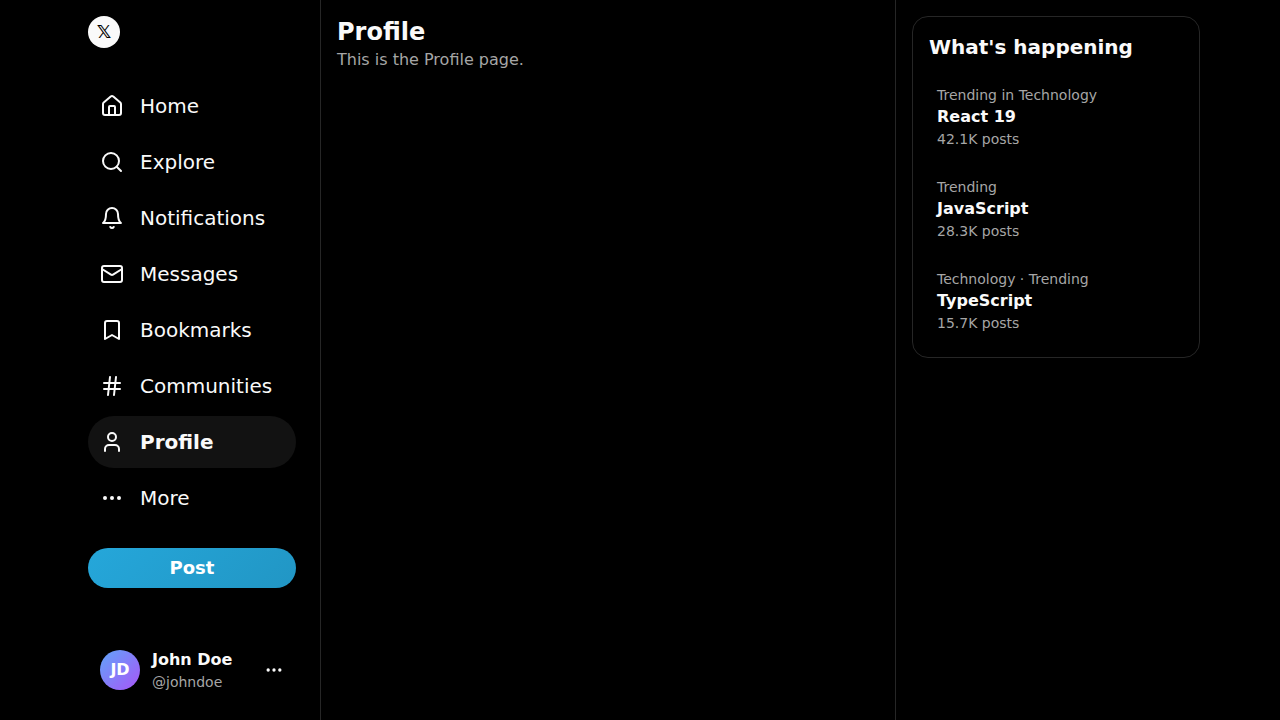 𝕏
Home
Explore
Notifications
Messages
Bookmarks
Communities
Profile
More
Post
JD
John Doe
@johndoe
Profile
This is the Profile page.
What's happening
Trending in Technology
React 19
42.1K posts
Trending
JavaScript
28.3K posts
Technology · Trending
TypeScript
15.7K posts